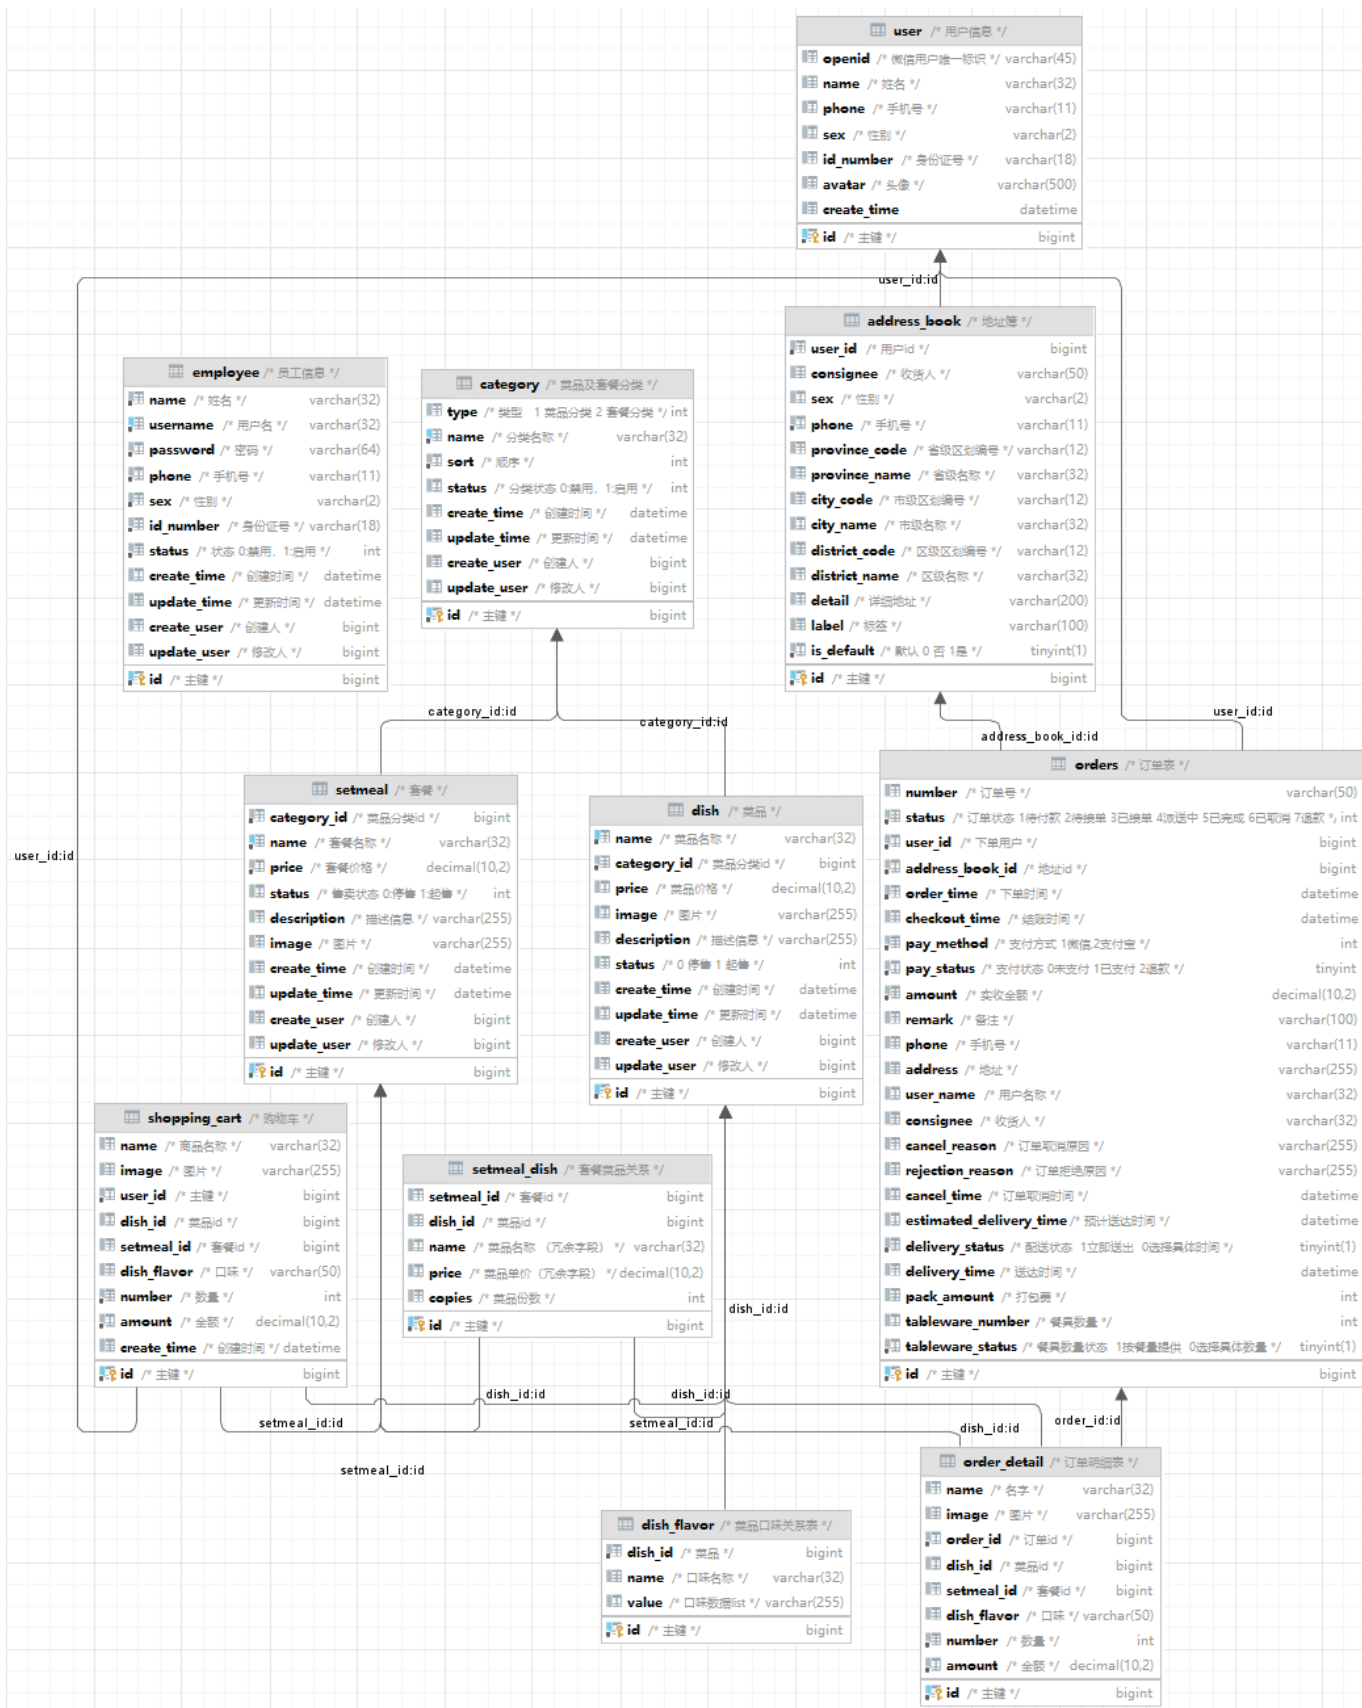 user /* 用户信息 */
openid /* 微信用户唯一标识 */ varchar(45)
name /* 姓名 */ varchar(32)
phone /* 手机号 */ varchar(11)
sex /* 性别 */ varchar(2)
id_number /* 身份证号 */ varchar(18)
avatar /* 头像 */ varchar(500)
create_time datetime
id /* 主键 */ bigint
user_id:id
address_book /* 地址簿 */
user_id /* 用户id */ bigint
consignee /* 收货人 */ varchar(50)
sex /* 性别 */ varchar(2)
phone /* 手机号 */ varchar(11)
province_code /* 省级区划编号 */ varchar(12)
province_name /* 省级名称 */ varchar(32)
city_code /* 市级区划编号 */ varchar(12)
city_name /* 市级名称 */ varchar(32)
district_code /* 区级区划编号 */ varchar(12)
district_name /* 区级名称 */ varchar(32)
detail /* 详细地址 */ varchar(200)
label /* 标签 */ varchar(100)
is_default /* 默认 0 否 1是 */ tinyint(1)
id /* 主键 */ bigint
employee /* 员工信息 */
name /* 姓名 */ varchar(32)
username /* 用户名 */ varchar(32)
password /* 密码 */ varchar(64)
phone /* 手机号 */ varchar(11)
sex /* 性别 */ varchar(2)
id_number /* 身份证号 */ varchar(18)
status /* 状态 0:禁用，1:启用 */ int
create_time /* 创建时间 */ datetime
update_time /* 更新时间 */ datetime
create_user /* 创建人 */ bigint
update_user /* 修改人 */ bigint
id /* 主键 */ bigint
category /* 菜品及套餐分类 */
type /* 类型 1 菜品分类 2 套餐分类 */ int
name /* 分类名称 */ varchar(32)
sort /* 顺序 */ int
status /* 分类状态 0:禁用，1:启用 */ int
create_time /* 创建时间 */ datetime
update_time /* 更新时间 */ datetime
create_user /* 创建人 */ bigint
update_user /* 修改人 */ bigint
id /* 主键 */ bigint
category_id:id
category_id:id
address_book_id:id
user_id:id
user_id:id
setmeal /* 套餐 */
category_id /* 菜品分类id */ bigint
name /* 套餐名称 */ varchar(32)
price /* 套餐价格 */ decimal(10,2)
status /* 售卖状态 0:停售 1:起售 */ int
description /* 描述信息 */ varchar(255)
image /* 图片 */ varchar(255)
create_time /* 创建时间 */ datetime
update_time /* 更新时间 */ datetime
create_user /* 创建人 */ bigint
update_user /* 修改人 */ bigint
id /* 主键 */ bigint
dish /* 菜品 */
name /* 菜品名称 */ varchar(32)
category_id /* 菜品分类id */ bigint
price /* 菜品价格 */ decimal(10,2)
image /* 图片 */ varchar(255)
description /* 描述信息 */ varchar(255)
status /* 0 停售 1 起售 */ int
create_time /* 创建时间 */ datetime
update_time /* 更新时间 */ datetime
create_user /* 创建人 */ bigint
update_user /* 修改人 */ bigint
id /* 主键 */ bigint
orders /* 订单表 */
number /* 订单号 */ varchar(50)
status /* 订单状态 1待付款 2待接单 3已接单 4派送中 5已完成 6已取消 7退款 */ int
user_id /* 下单用户 */ bigint
address_book_id /* 地址id */ bigint
order_time /* 下单时间 */ datetime
checkout_time /* 结账时间 */ datetime
pay_method /* 支付方式 1微信,2支付宝 */ int
pay_status /* 支付状态 0未支付 1已支付 2退款 */ tinyint
amount /* 实收金额 */ decimal(10,2)
remark /* 备注 */ varchar(100)
phone /* 手机号 */ varchar(11)
address /* 地址 */ varchar(255)
user_name /* 用户名称 */ varchar(32)
consignee /* 收货人 */ varchar(32)
cancel_reason /* 订单取消原因 */ varchar(255)
rejection_reason /* 订单拒绝原因 */ varchar(255)
cancel_time /* 订单取消时间 */ datetime
estimated_delivery_time /* 预计送达时间 */ datetime
delivery_status /* 配送状态 1立即送出 0选择具体时间 */ tinyint(1)
delivery_time /* 送达时间 */ datetime
pack_amount /* 打包费 */ int
tableware_number /* 餐具数量 */ int
tableware_status /* 餐具数量状态 1按餐量提供 0选择具体数量 */ tinyint(1)
id /* 主键 */ bigint
shopping_cart /* 购物车 */
name /* 商品名称 */ varchar(32)
image /* 图片 */ varchar(255)
user_id /* 主键 */ bigint
dish_id /* 菜品id */ bigint
setmeal_id /* 套餐id */ bigint
dish_flavor /* 口味 */ varchar(50)
number /* 数量 */ int
amount /* 金额 */ decimal(10,2)
create_time /* 创建时间 */ datetime
id /* 主键 */ bigint
setmeal_dish /* 套餐菜品关系 */
setmeal_id /* 套餐id */ bigint
dish_id /* 菜品id */ bigint
name /* 菜品名称 （冗余字段） */ varchar(32)
price /* 菜品单价（冗余字段） */ decimal(10,2)
copies /* 菜品份数 */ int
id /* 主键 */ bigint
dish_id:id
dish_id:id
dish_id:id
setmeal_id:id
setmeal_id:id
dish_id:id
order_id:id
setmeal_id:id
order_detail /* 订单明细表 */
name /* 名字 */ varchar(32)
image /* 图片 */ varchar(255)
order_id /* 订单id */ bigint
dish_id /* 菜品id */ bigint
setmeal_id /* 套餐id */ bigint
dish_flavor /* 口味 */ varchar(50)
number /* 数量 */ int
amount /* 金额 */ decimal(10,2)
id /* 主键 */ bigint
dish_flavor /* 菜品口味关系表 */
dish_id /* 菜品 */ bigint
name /* 口味名称 */ varchar(32)
value /* 口味数据list */ varchar(255)
id /* 主键 */ bigint